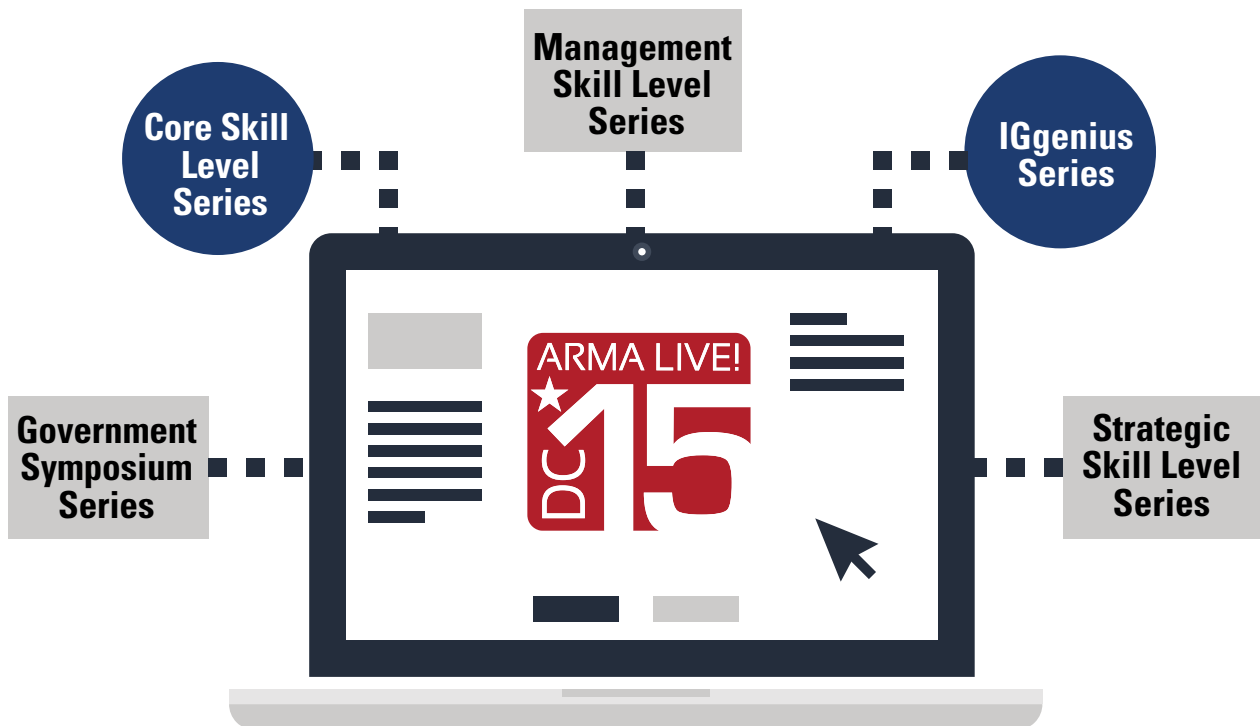 Management
Skill Level
Series
Core Skill
Level
Series
IGgenius
Series
ARMA LIVE!
DC 15
Government
Symposium
Series
Strategic
Skill Level
Series